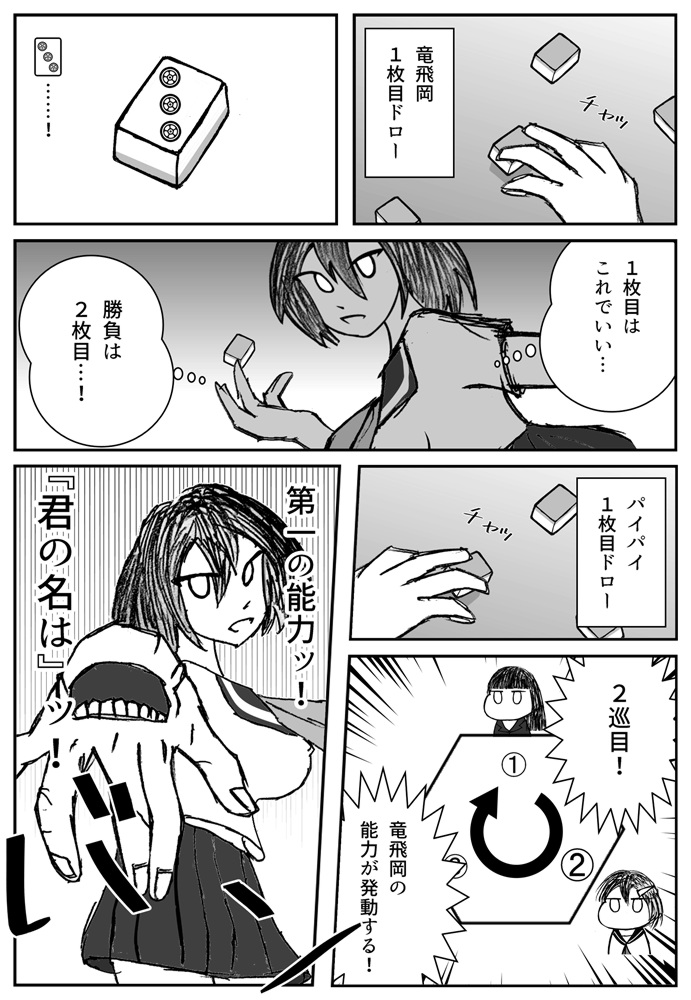 竜飛岡
１枚目ドロー
チャッ
……！
１枚目は
これでいい…
勝負は
２枚目…！
パイパイ
１枚目ドロー
チャッ
２巡目！
①
②
竜飛岡の
能力が発動する！
第一の能力ッ！
『君の名は』ッ！